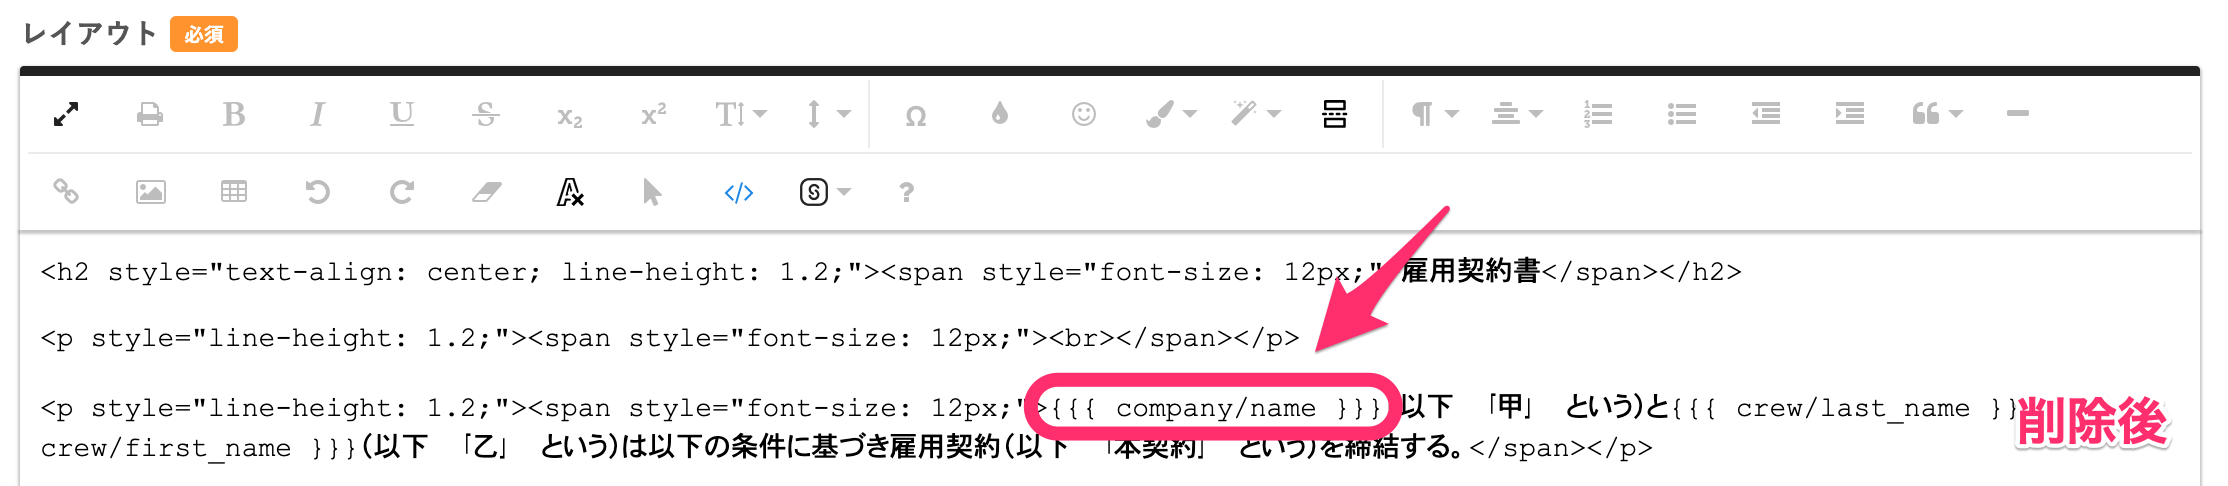 レイアウト 必須
<h2 style="text-align: center; line-height: 1.2;"><span style="font-size: 12px;" 雇用契約書</span></h2>
<p style="line-height: 1.2;"><span style="font-size: 12px;"><br></span></p>
<p style="line-height: 1.2;"><span style="font-size: 12px;">{{{ company/name }}} 以下 「甲」 という)と{{{ crew/last_name }
削除後
crew/first_name }}}(以下 「乙」 という)は以下の条件に基づき雇用契約(以下 「本契約」 という)を締結する。</span></p>